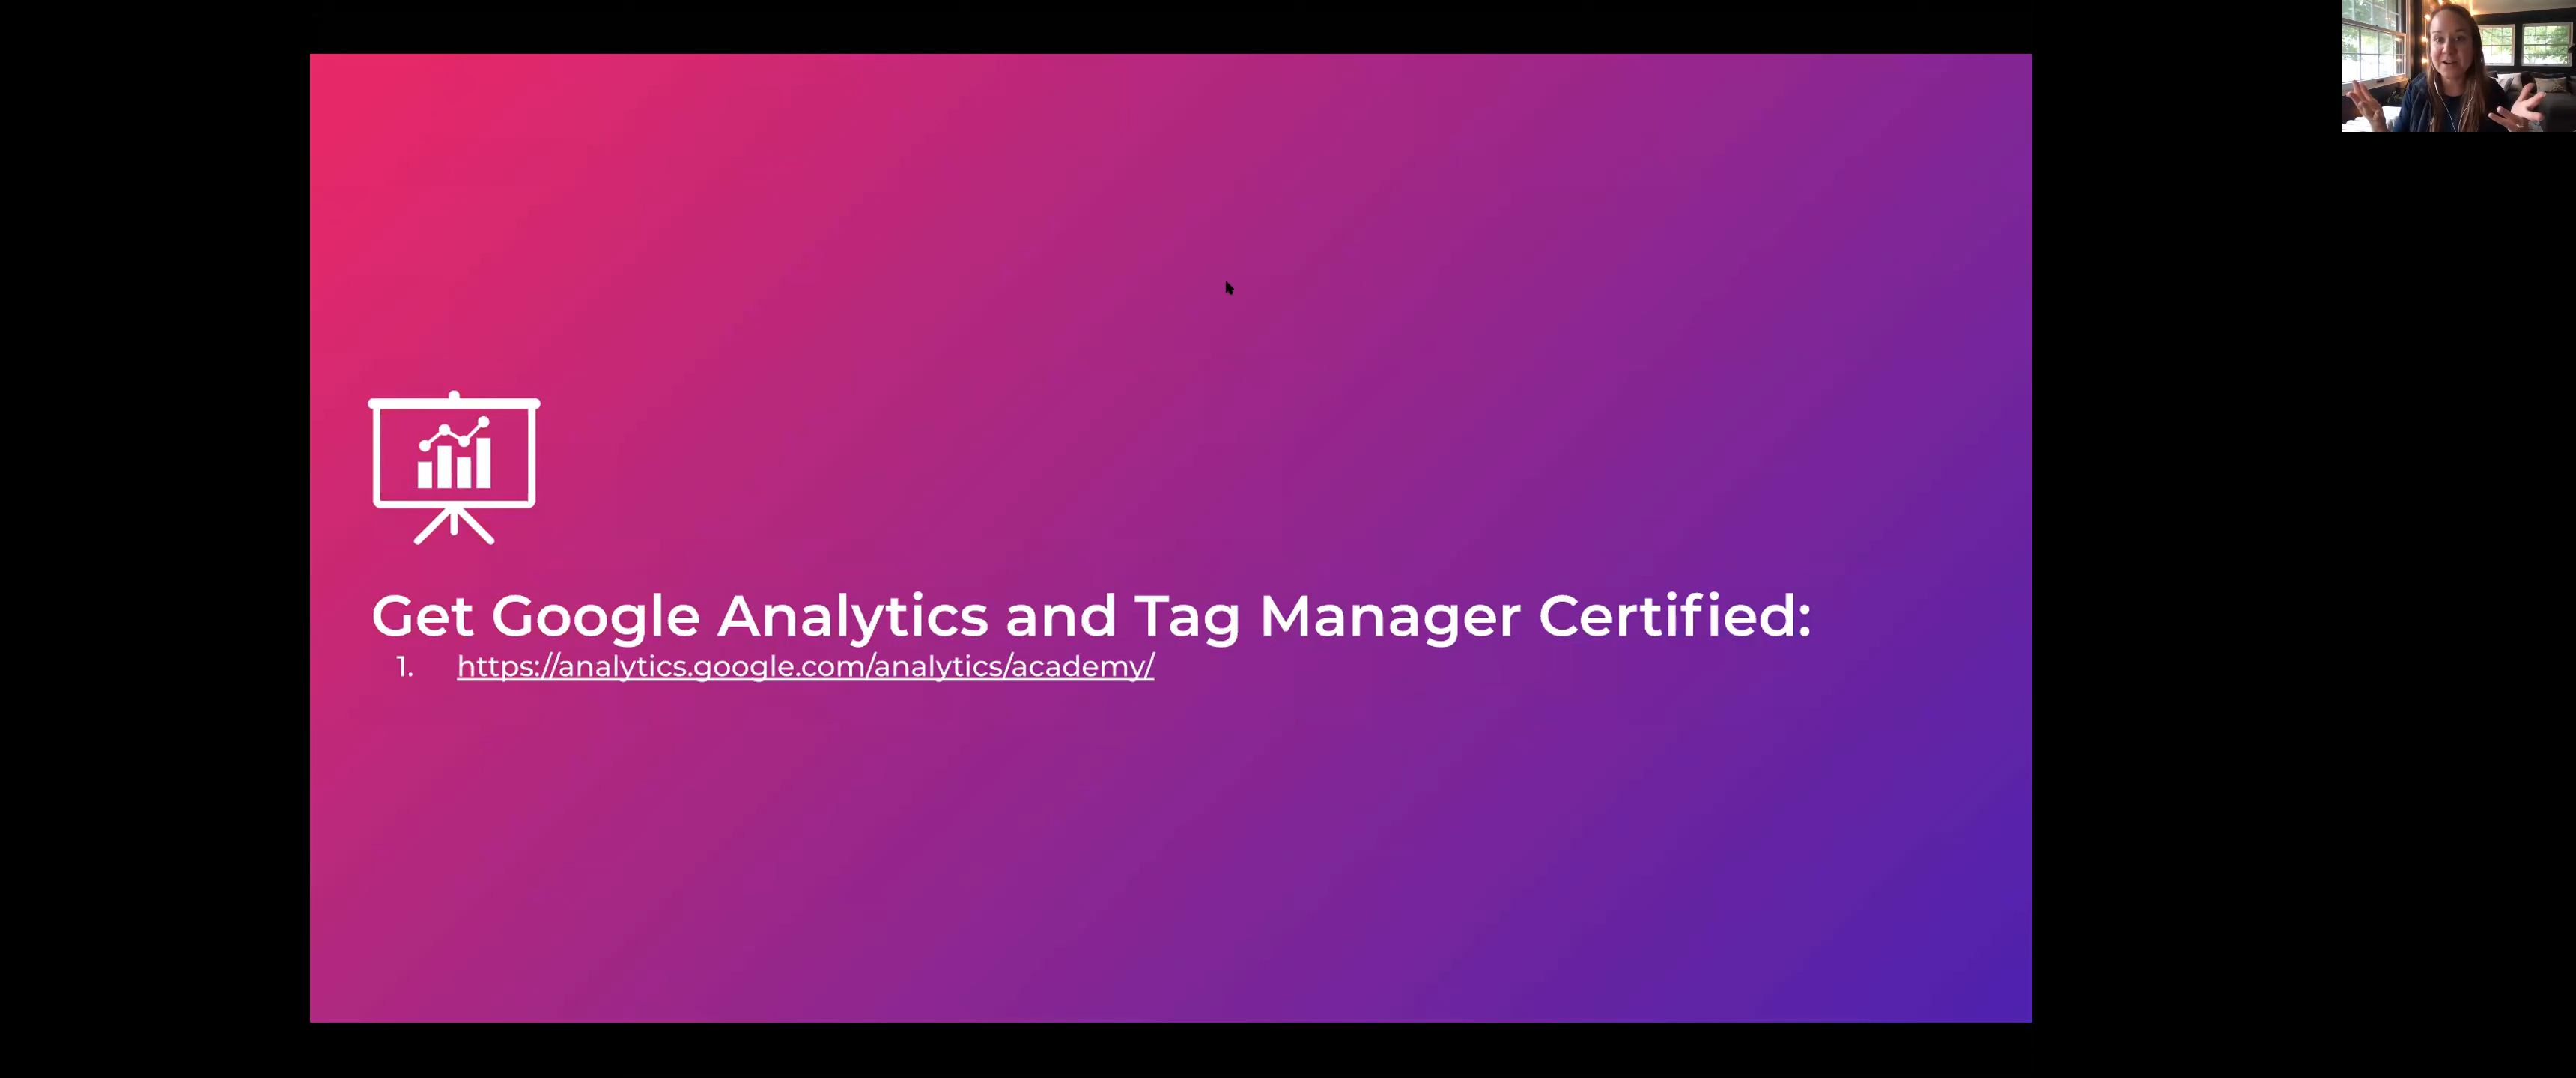 Get Google Analytics and Tag Manager Certified:
1. https://analytics.google.com/analytics/academy/